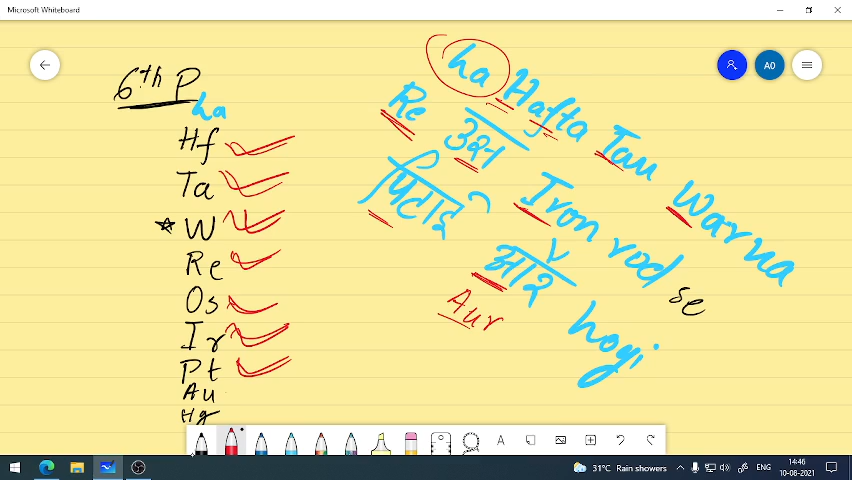 Microsoft Whiteboard
6th P
ha
Hf
Ta
W
Re
Os
Ir
Pt
Au
Hg
ha Hafta Tau Warna
Re उस्से Iron rod se
पिटाई और hogi
Aur
A0
31°C Rain showers
ENG
14:46
10-08-2021